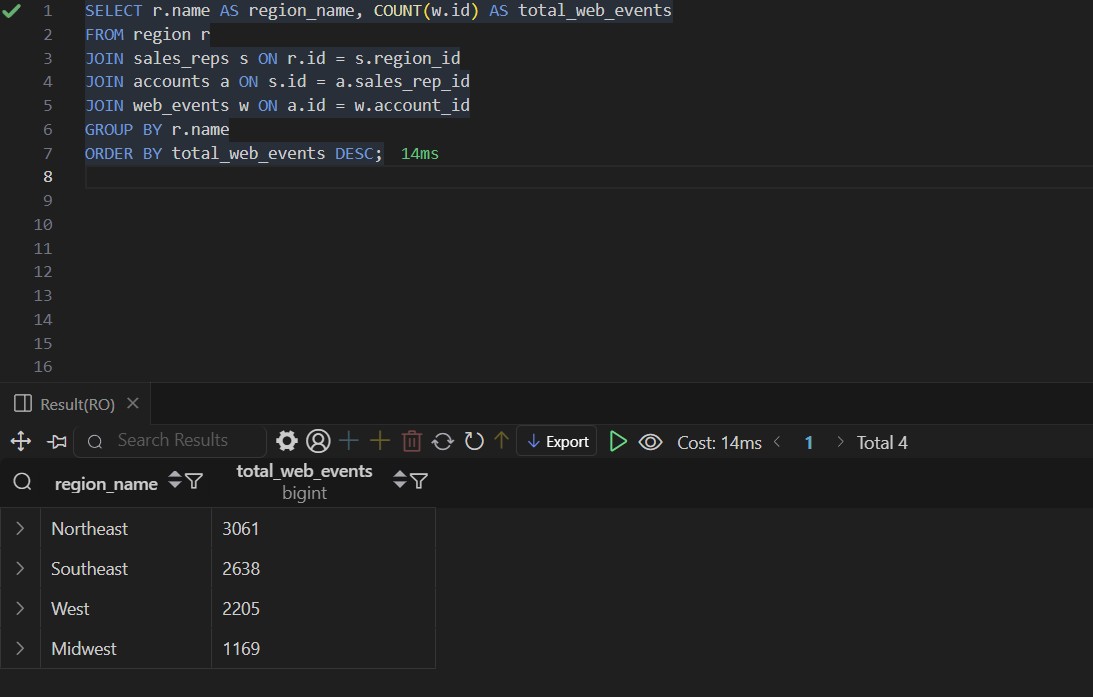 1 SELECT r.name AS region_name, COUNT(w.id) AS total_web_events
2 FROM region r
3 JOIN sales_reps s ON r.id = s.region_id
4 JOIN accounts a ON s.id = a.sales_rep_id
5 JOIN web_events w ON a.id = w.account_id
6 GROUP BY r.name
7 ORDER BY total_web_events DESC; 14ms
8
9
10
11
12
13
14
15
16
Result(RO)
Search Results Export Cost: 14ms 1 Total 4
region_name total_web_events
bigint
Northeast 3061
Southeast 2638
West 2205
Midwest 1169